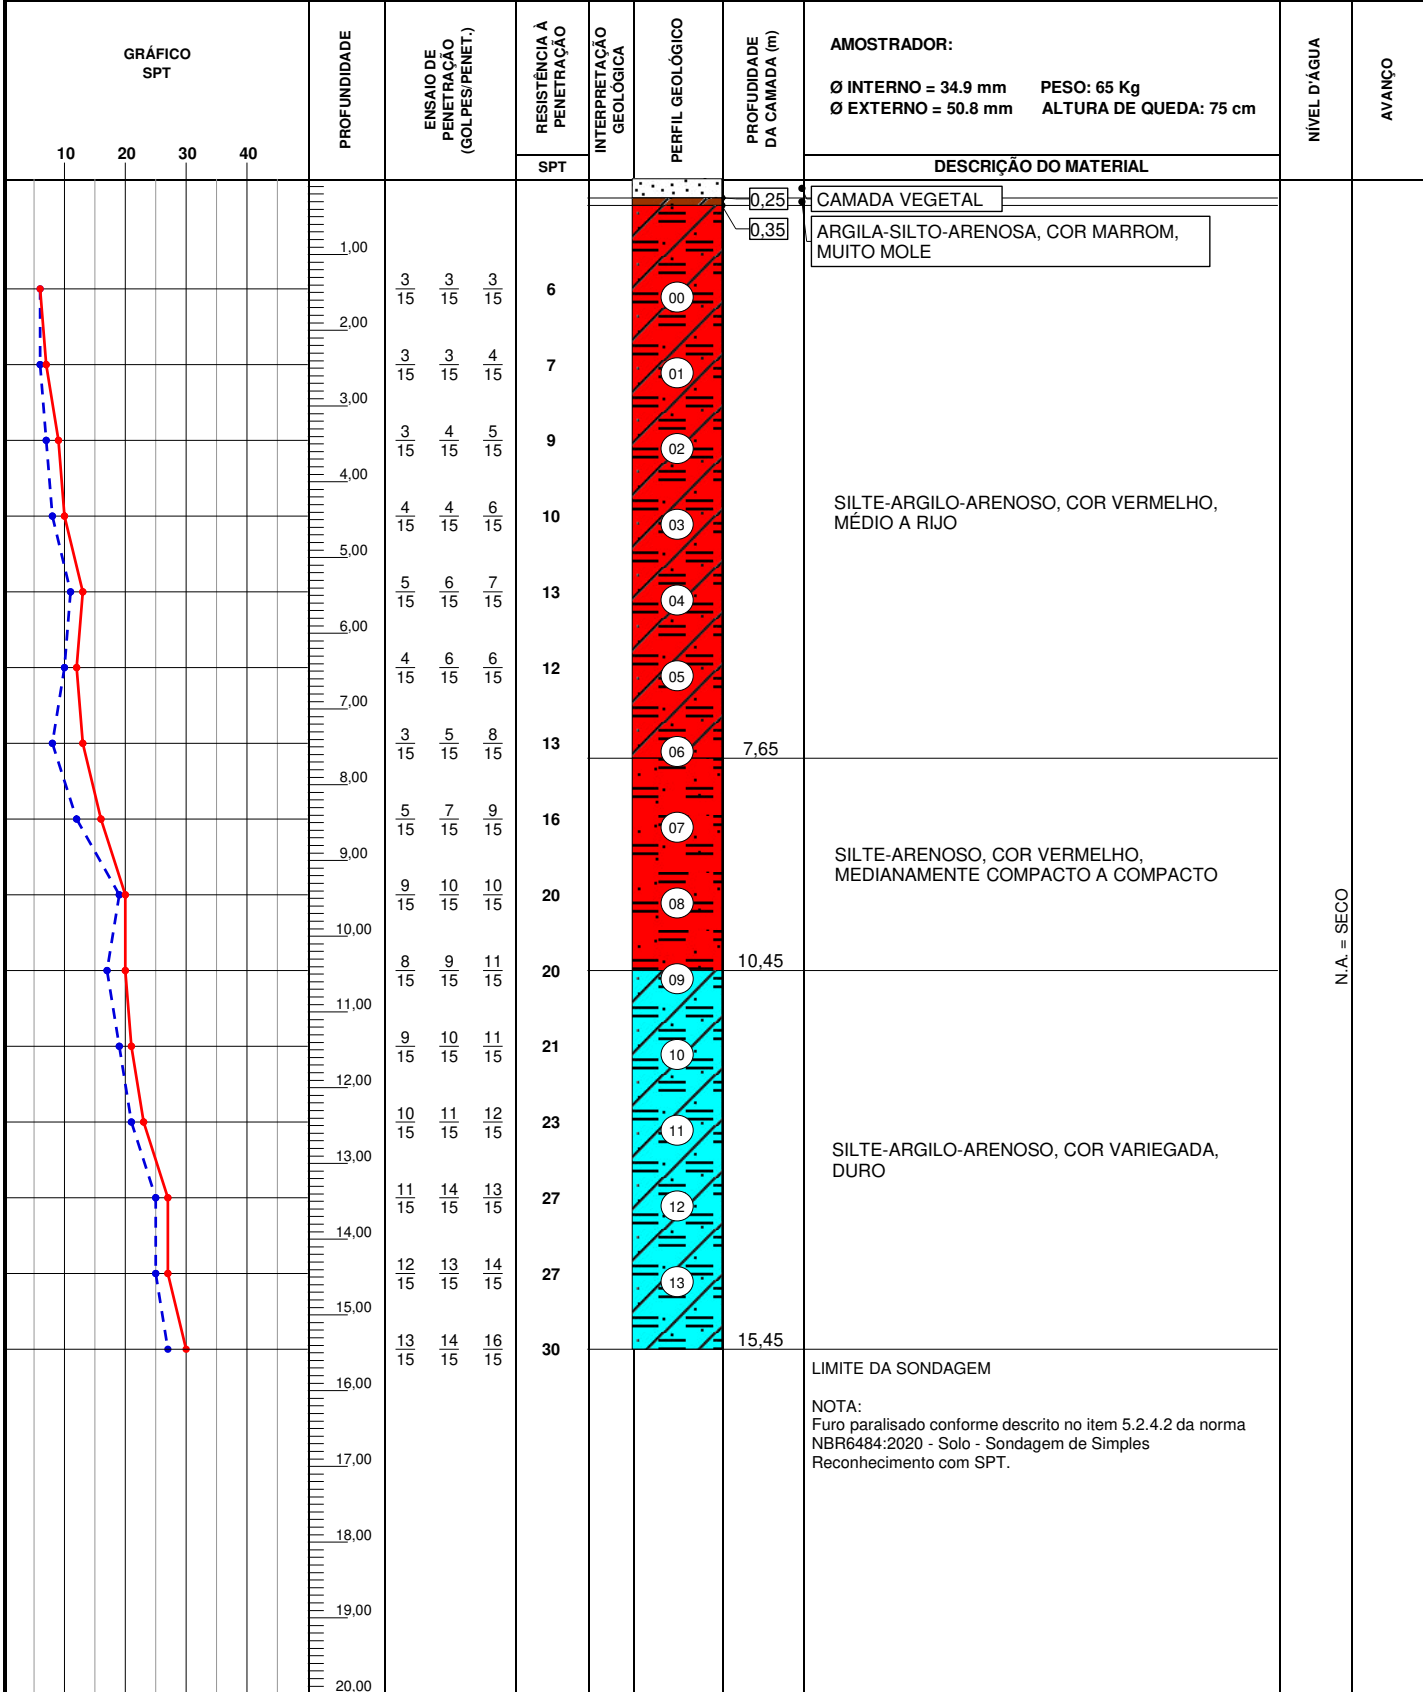 GRÁFICO
SPT
10 20 30 40
PROFUNDIDADE
ENSAIO DE
PENETRAÇÃO
(GOLPES/PENET.)
RESISTÊNCIA À
PENETRAÇÃO
SPT
INTERPRETAÇÃO
GEOLÓGICA
PERFIL GEOLÓGICO
PROFUDIDADE
DA CAMADA (m)
AMOSTRADOR:
Ø INTERNO = 34.9 mm PESO: 65 Kg
Ø EXTERNO = 50.8 mm ALTURA DE QUEDA: 75 cm
DESCRIÇÃO DO MATERIAL
NÍVEL D'ÁGUA
AVANÇO
0,25 CAMADA VEGETAL
0,35 ARGILA-SILTO-ARENOSA, COR MARROM,
MUITO MOLE
1,00
3/15 3/15 3/15 6 00
2,00
3/15 3/15 4/15 7 01
3,00
3/15 4/15 5/15 9 02
4,00
4/15 4/15 6/15 10 03
SILTE-ARGILO-ARENOSO, COR VERMELHO,
MÉDIO A RIJO
5,00
5/15 6/15 7/15 13 04
6,00
4/15 6/15 6/15 12 05
7,00
3/15 5/15 8/15 13 06 7,65
8,00
5/15 7/15 9/15 16 07
9,00
SILTE-ARENOSO, COR VERMELHO,
MEDIANAMENTE COMPACTO A COMPACTO
9/15 10/15 10/15 20 08
10,00
N.A. = SECO
8/15 9/15 11/15 20 09 10,45
11,00
9/15 10/15 11/15 21 10
12,00
10/15 11/15 12/15 23 11
13,00
SILTE-ARGILO-ARENOSO, COR VARIEGADA,
DURO
11/15 14/15 13/15 27 12
14,00
12/15 13/15 14/15 27 13
15,00
13/15 14/15 16/15 30 15,45
LIMITE DA SONDAGEM
16,00
NOTA:
Furo paralisado conforme descrito no item 5.2.4.2 da norma
NBR6484:2020 - Solo - Sondagem de Simples
Reconhecimento com SPT.
17,00
18,00
19,00
20,00